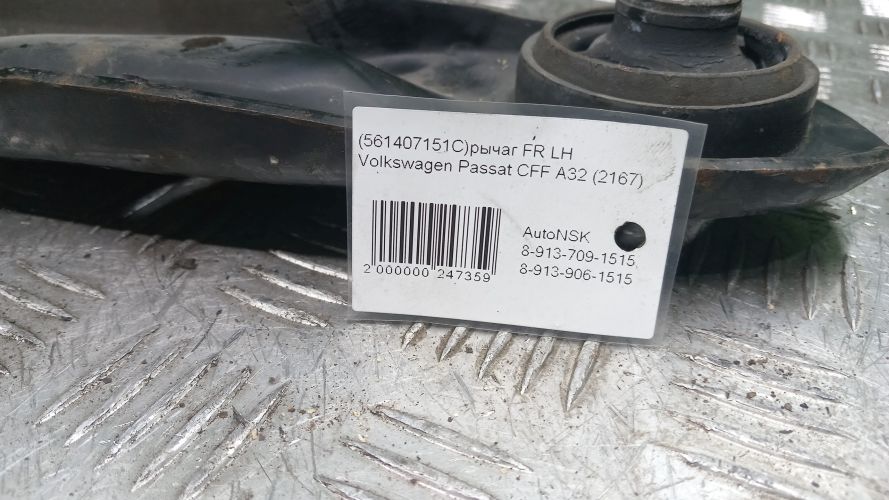 (561407151C)рычаг FR LH
Volkswagen Passat CFF A32 (2167)
AutoNSK
8-913-709-1515
8-913-906-1515
2 000000 247359